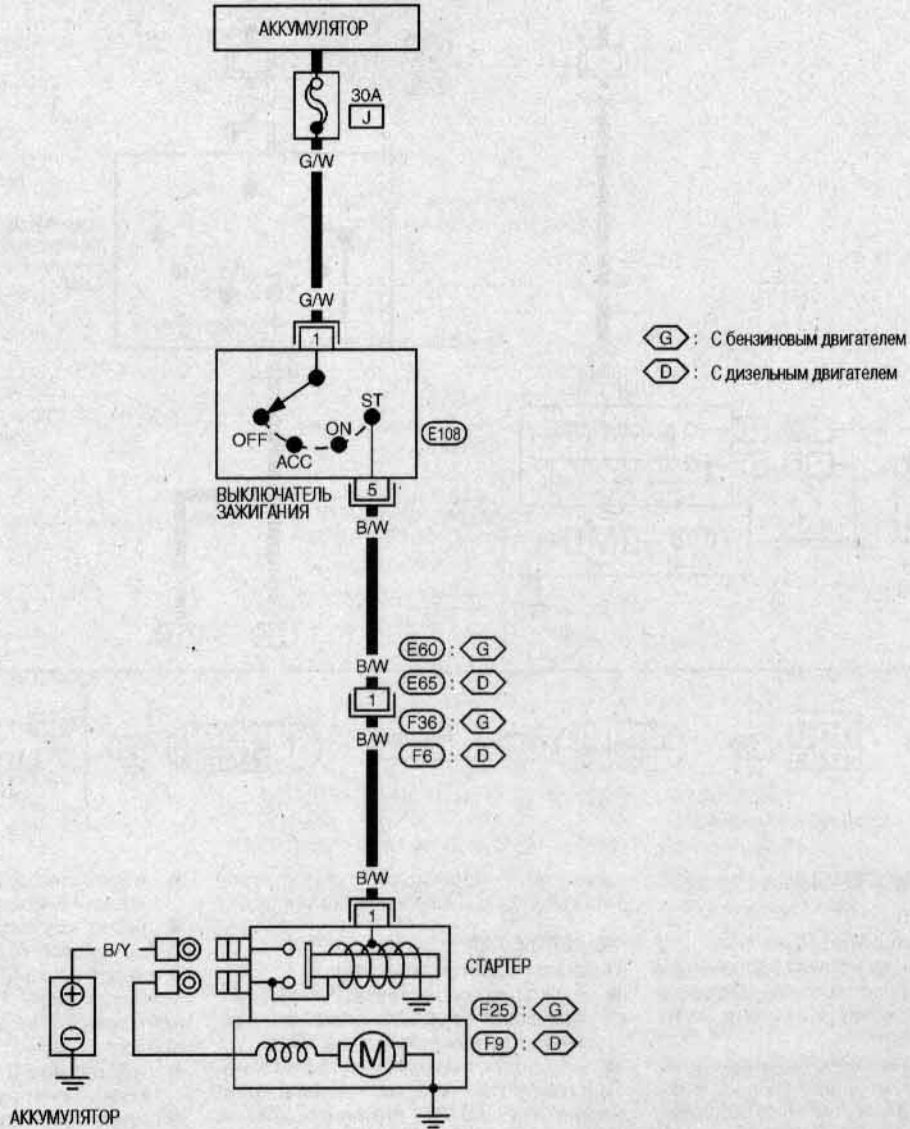 АККУМУЛЯТОР
30A
J
G/W
G/W
1
G : С бензиновым двигателем
D : С дизельным двигателем
ST
OFF
ON
ACC
E108
ВЫКЛЮЧАТЕЛЬ
ЗАЖИГАНИЯ
5
B/W
B/W
E60 : G
E65 : D
1
B/W
F36 : G
F6 : D
B/W
1
B/Y
СТАРТЕР
F25 : G
F9 : D
M
АККУМУЛЯТОР